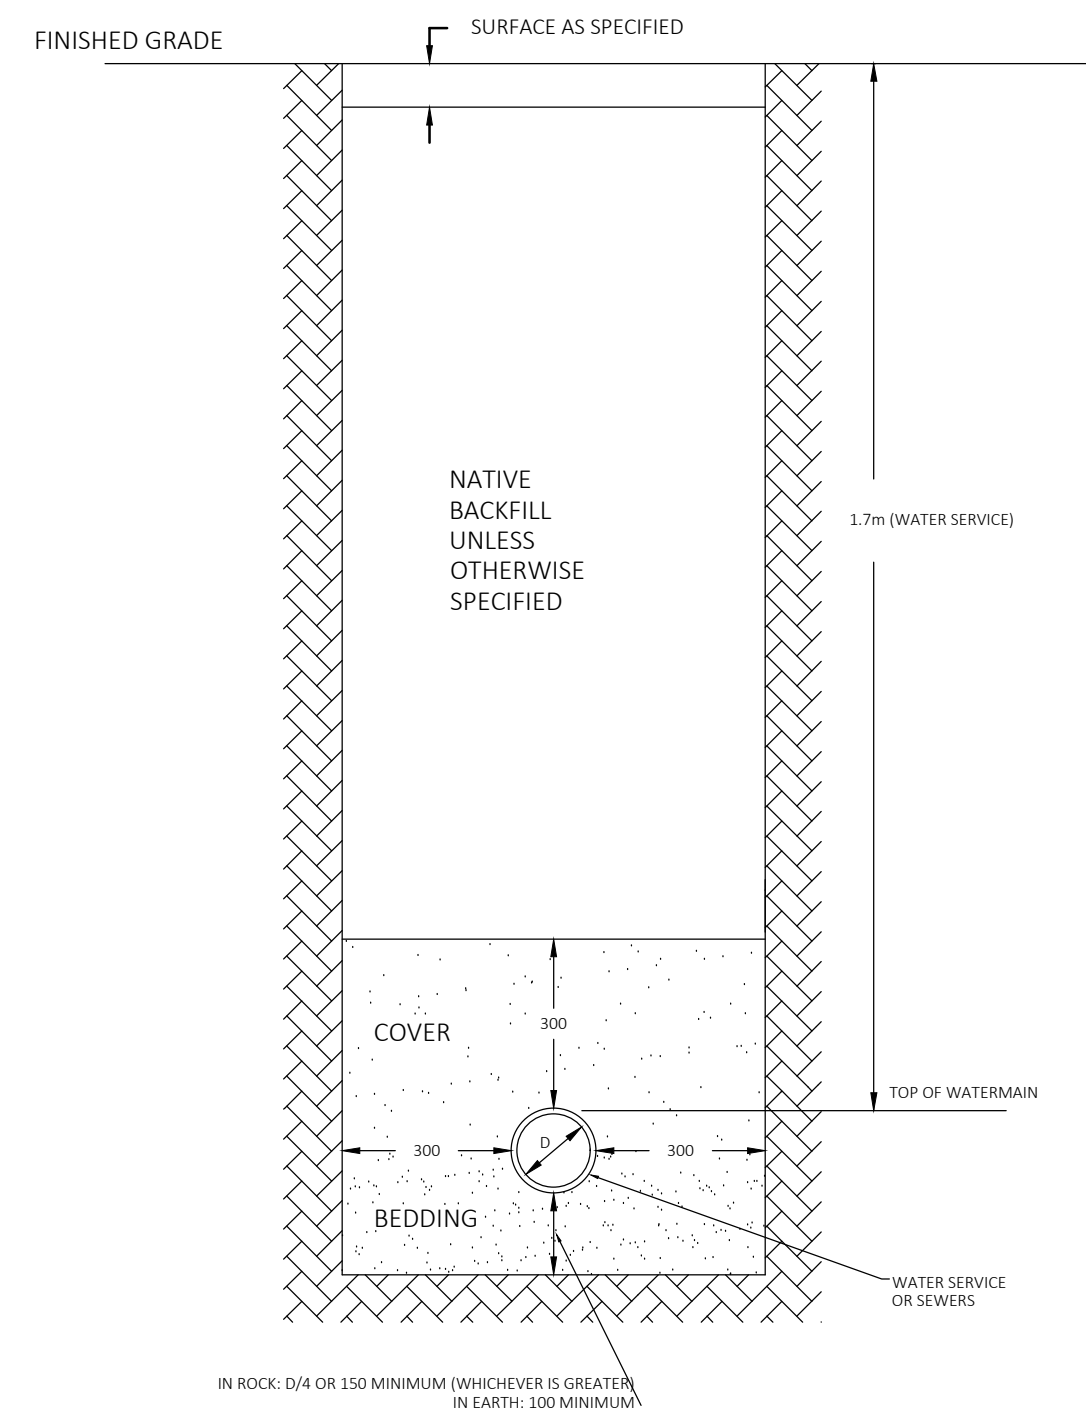 SURFACE AS SPECIFIED
FINISHED GRADE
NATIVE
BACKFILL
UNLESS
OTHERWISE
SPECIFIED
1.7m (WATER SERVICE)
COVER
300
TOP OF WATERMAIN
300
D
300
BEDDING
WATER SERVICE
OR SEWERS
IN ROCK: D/4 OR 150 MINIMUM (WHICHEVER IS GREATER)
IN EARTH: 100 MINIMUM